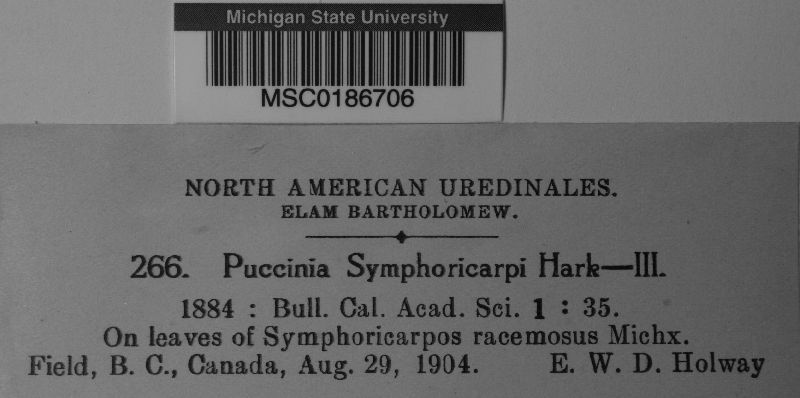 Michigan State University
MSC0186706
NORTH AMERICAN UREDINALES.
ELAM BARTHOLOMEW.
266. Puccinia Symphoricarpi Hark—III.
1884 : Bull. Cal. Acad. Sci. 1 : 35.
On leaves of Symphoricarpos racemosus Michx.
Field, B. C., Canada, Aug. 29, 1904. E. W. D. Holway